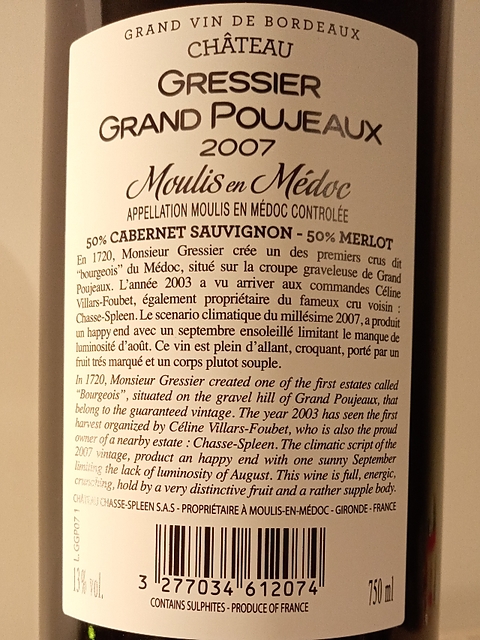 GRAND VIN DE BORDEAUX
CHÂTEAU
GRESSIER
GRAND POUJEAUX
2007
Moulis en Médoc
APPELLATION MOULIS EN MÉDOC CONTROLÉE
50% CABERNET SAUVIGNON - 50% MERLOT
En 1720, Monsieur Gressier crée un des premiers crus dit
"bourgeois" du Médoc, situé sur la croupe graveleuse de Grand
Poujeaux. L'année 2003 a vu arriver aux commandes Céline
Villars-Foubet, également propriétaire du fameux cru voisin :
Chasse-Spleen. Le scenario climatique du millésime 2007, a produit
un happy end avec un septembre ensoleillé limitant le manque de
luminosité d'août. Ce vin est plein d'allant, croquant, porté par un
fruit trés marqué et un corps plutot souple.
In 1720, Monsieur Gressier created one of the first estates called
"Bourgeois", situated on the gravel hill of Grand Poujeaux, that
belong to the guaranteed vintage. The year 2003 has seen the first
harvest organized by Céline Villars-Foubet, who is also the proud
owner of a nearby estate : Chasse-Spleen. The climatic script of the
2007 vintage, product an happy end with one sunny September
limiting the lack of luminosity of August. This wine is full, energic,
crunching, hold by a very distinctive fruit and a rather supple body.
CHÂTEAU CHASSE-SPLEEN S.A.S - PROPRIÉTAIRE À MOULIS-EN-MÉDOC - GIRONDE - FRANCE
L.GGP07 1
13% vol.
3 277034 612074
750 ml
CONTAINS SULPHITES - PRODUCE OF FRANCE